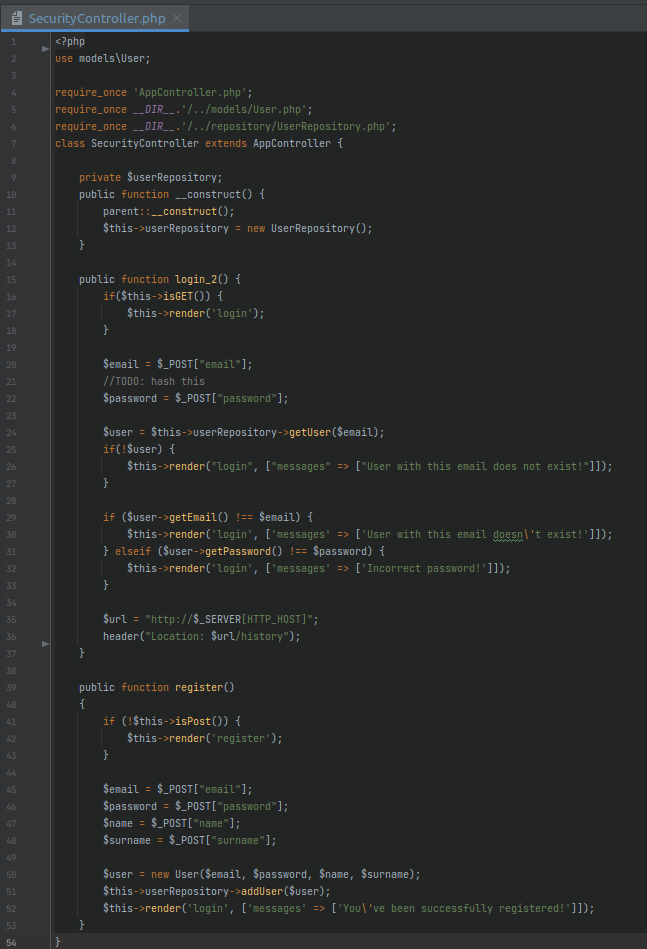 SecurityController.php ×
1 <?php
2 use models\User;
3
4 require_once 'AppController.php';
5 require_once __DIR__.'/../models/User.php';
6 require_once __DIR__.'/../repository/UserRepository.php';
7 class SecurityController extends AppController {
8
9     private $userRepository;
10     public function __construct() {
11         parent::__construct();
12         $this->userRepository = new UserRepository();
13     }
14
15     public function login_2() {
16         if($this->isGET()) {
17             $this->render('login');
18         }
19
20         $email = $_POST["email"];
21         //TODO: hash this
22         $password = $_POST["password"];
23
24         $user = $this->userRepository->getUser($email);
25         if(!$user) {
26             $this->render("login", ["messages" => ["User with this email does not exist!"]]);
27         }
28
29         if ($user->getEmail() !== $email) {
30             $this->render('login', ['messages' => ['User with this email doesn\'t exist!']]);
31         } elseif ($user->getPassword() !== $password) {
32             $this->render('login', ['messages' => ['Incorrect password!']]);
33         }
34
35         $url = "http://$_SERVER[HTTP_HOST]";
36         header("Location: $url/history");
37     }
38
39     public function register()
40     {
41         if (!$this->isPost()) {
42             $this->render('register');
43         }
44
45         $email = $_POST["email"];
46         $password = $_POST["password"];
47         $name = $_POST["name"];
48         $surname = $_POST["surname"];
49
50         $user = new User($email, $password, $name, $surname);
51         $this->userRepository->addUser($user);
52         $this->render('login', ['messages' => ['You\'ve been successfully registered!']]);
53     }
54 }